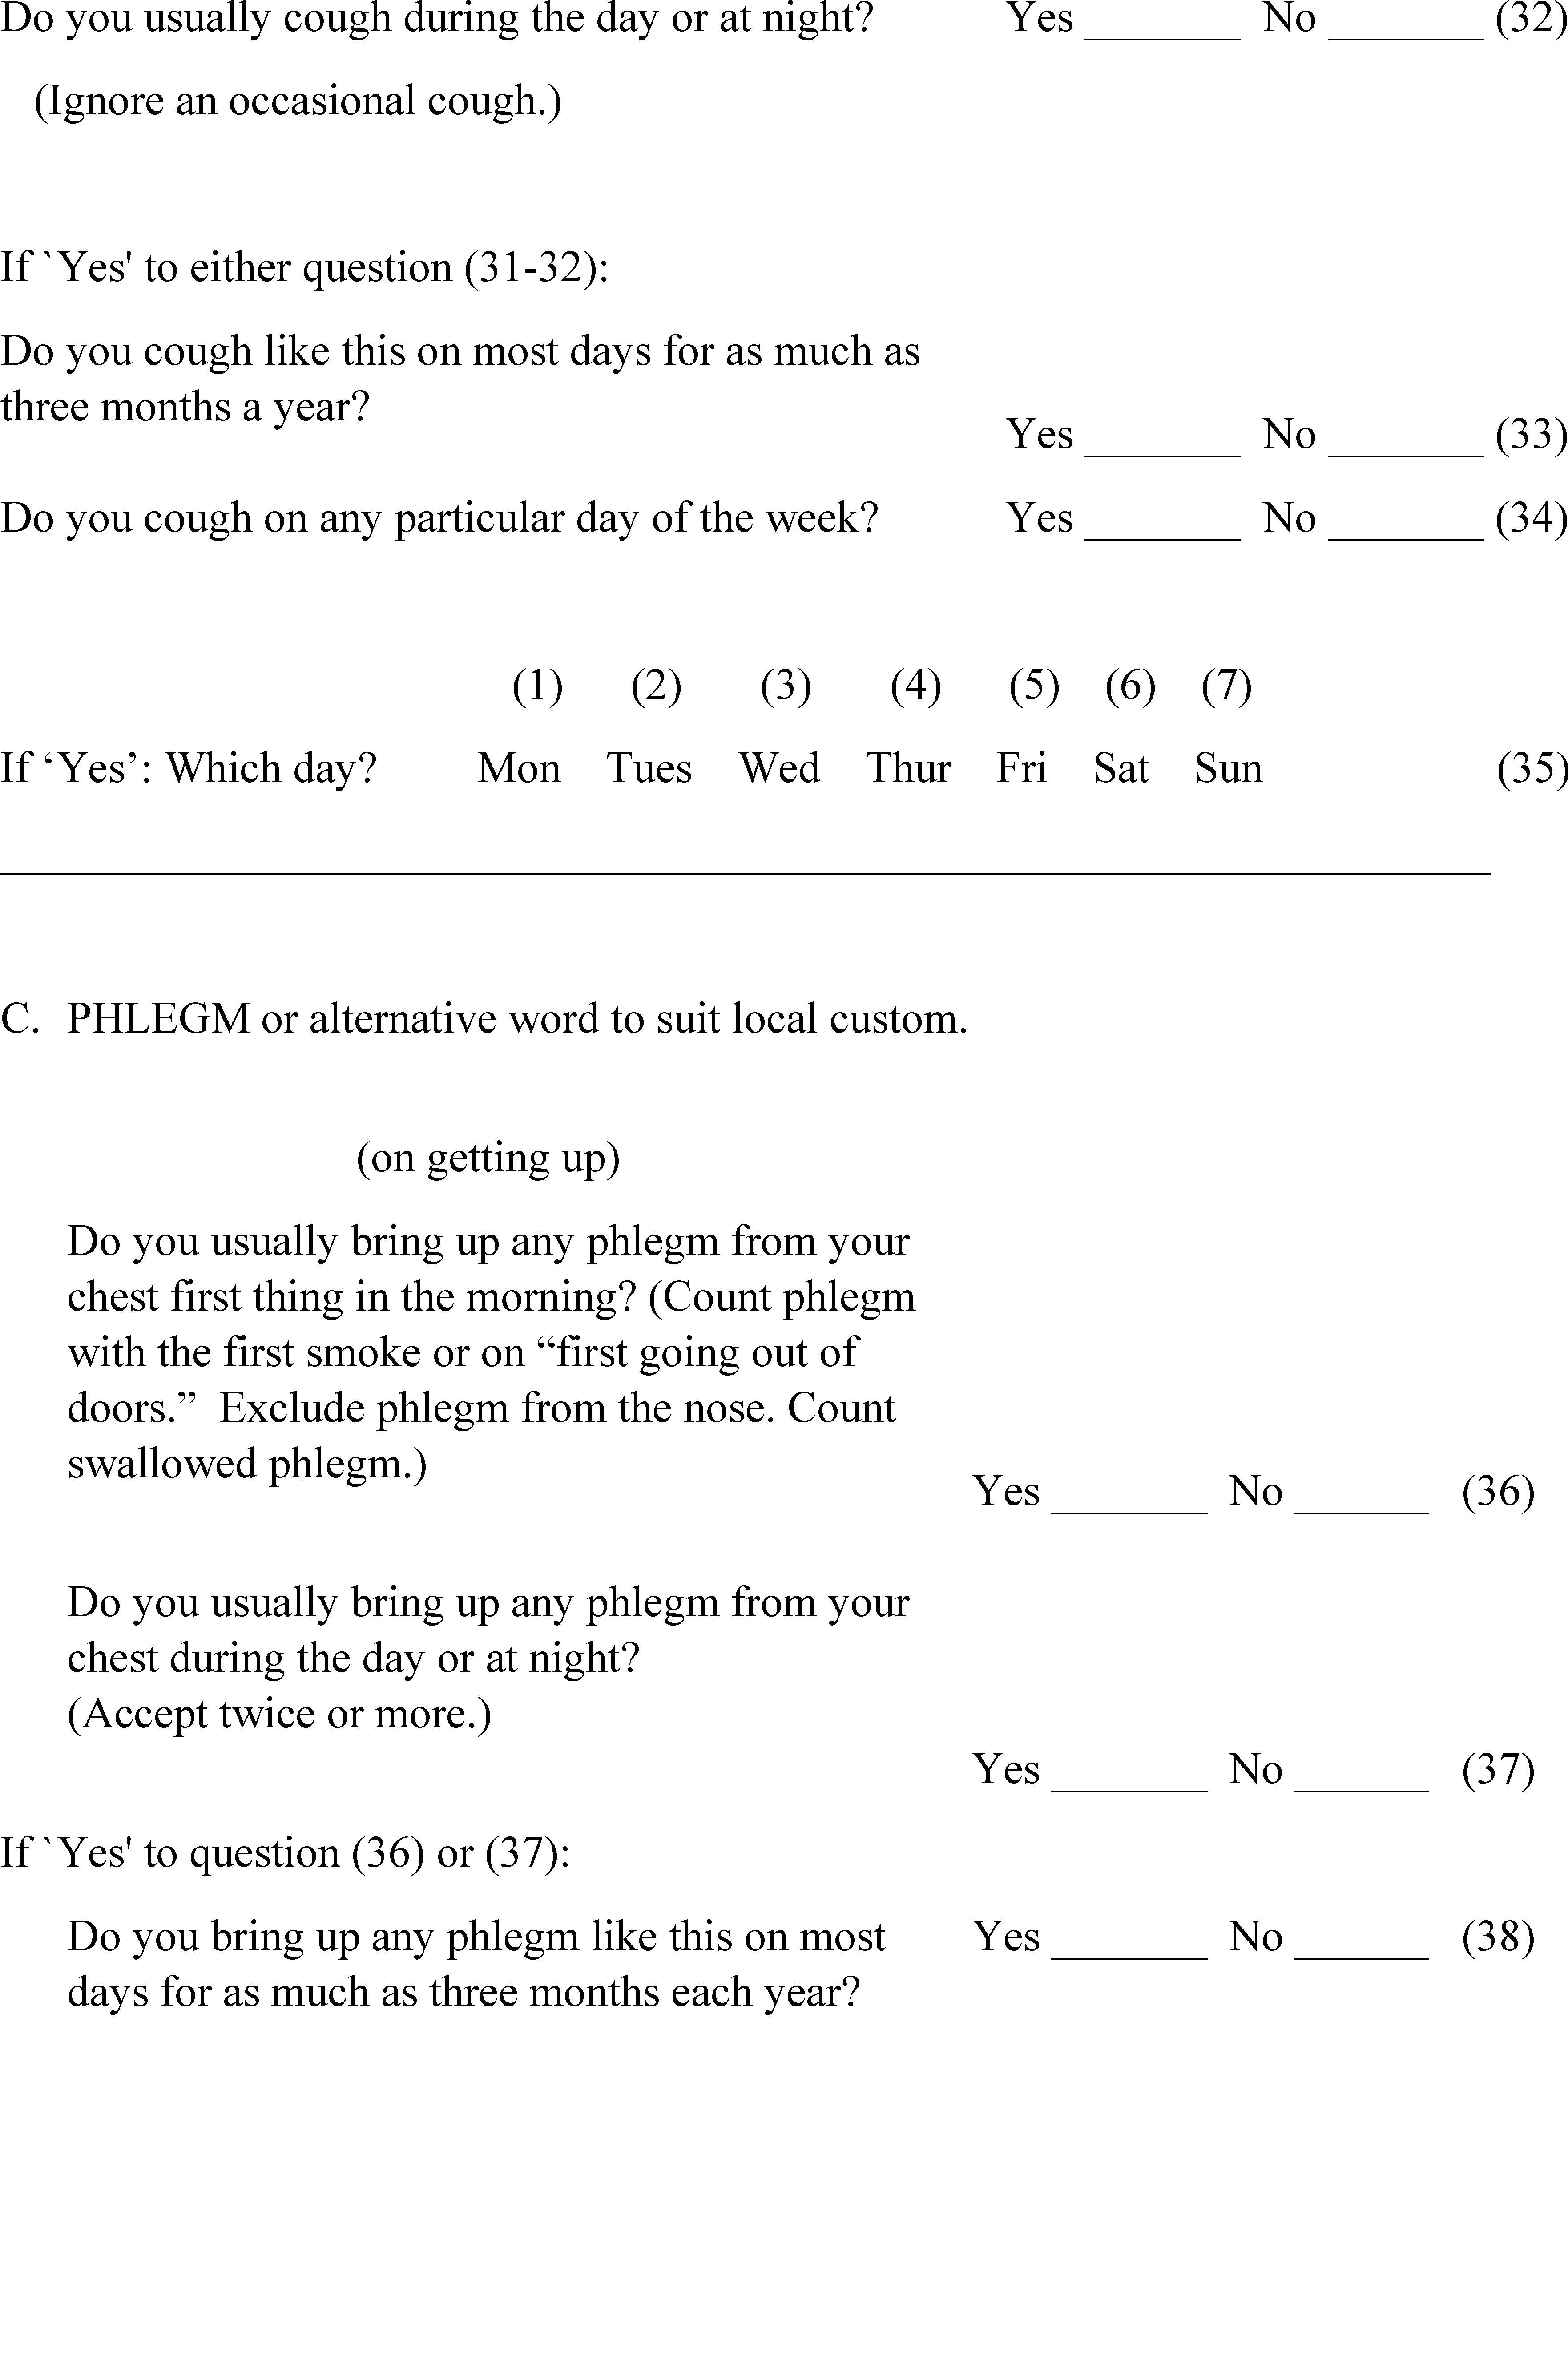 Do you usually cough during the day or at night? Yes _______ No _______ (32)
(Ignore an occasional cough.)
If `Yes' to either question (31-32):
Do you cough like this on most days for as much as
three months a year?
Yes _______ No _______ (33)
Do you cough on any particular day of the week? Yes _______ No _______ (34)
(1) (2) (3) (4) (5) (6) (7)
If ‘Yes’: Which day? Mon Tues Wed Thur Fri Sat Sun (35)
C. PHLEGM or alternative word to suit local custom.
(on getting up)
Do you usually bring up any phlegm from your
chest first thing in the morning? (Count phlegm
with the first smoke or on “first going out of
doors.” Exclude phlegm from the nose. Count
swallowed phlegm.)
Yes _______ No ______ (36)
Do you usually bring up any phlegm from your
chest during the day or at night?
(Accept twice or more.)
Yes _______ No ______ (37)
If `Yes' to question (36) or (37):
Do you bring up any phlegm like this on most Yes _______ No ______ (38)
days for as much as three months each year?